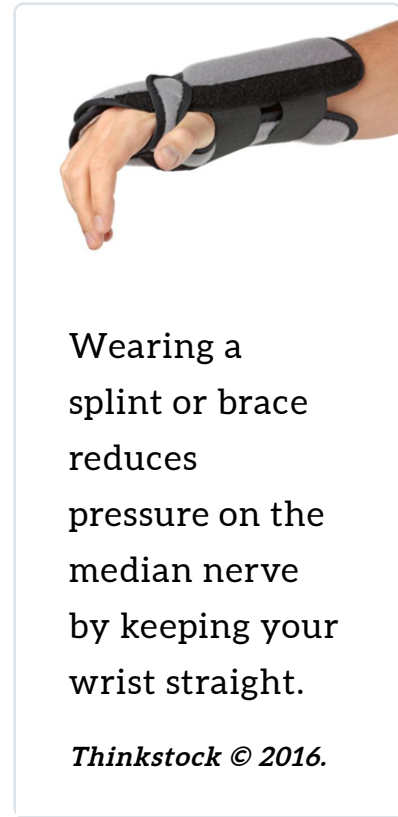 Wearing a
splint or brace
reduces
pressure on the
median nerve
by keeping your
wrist straight.
Thinkstock © 2016.